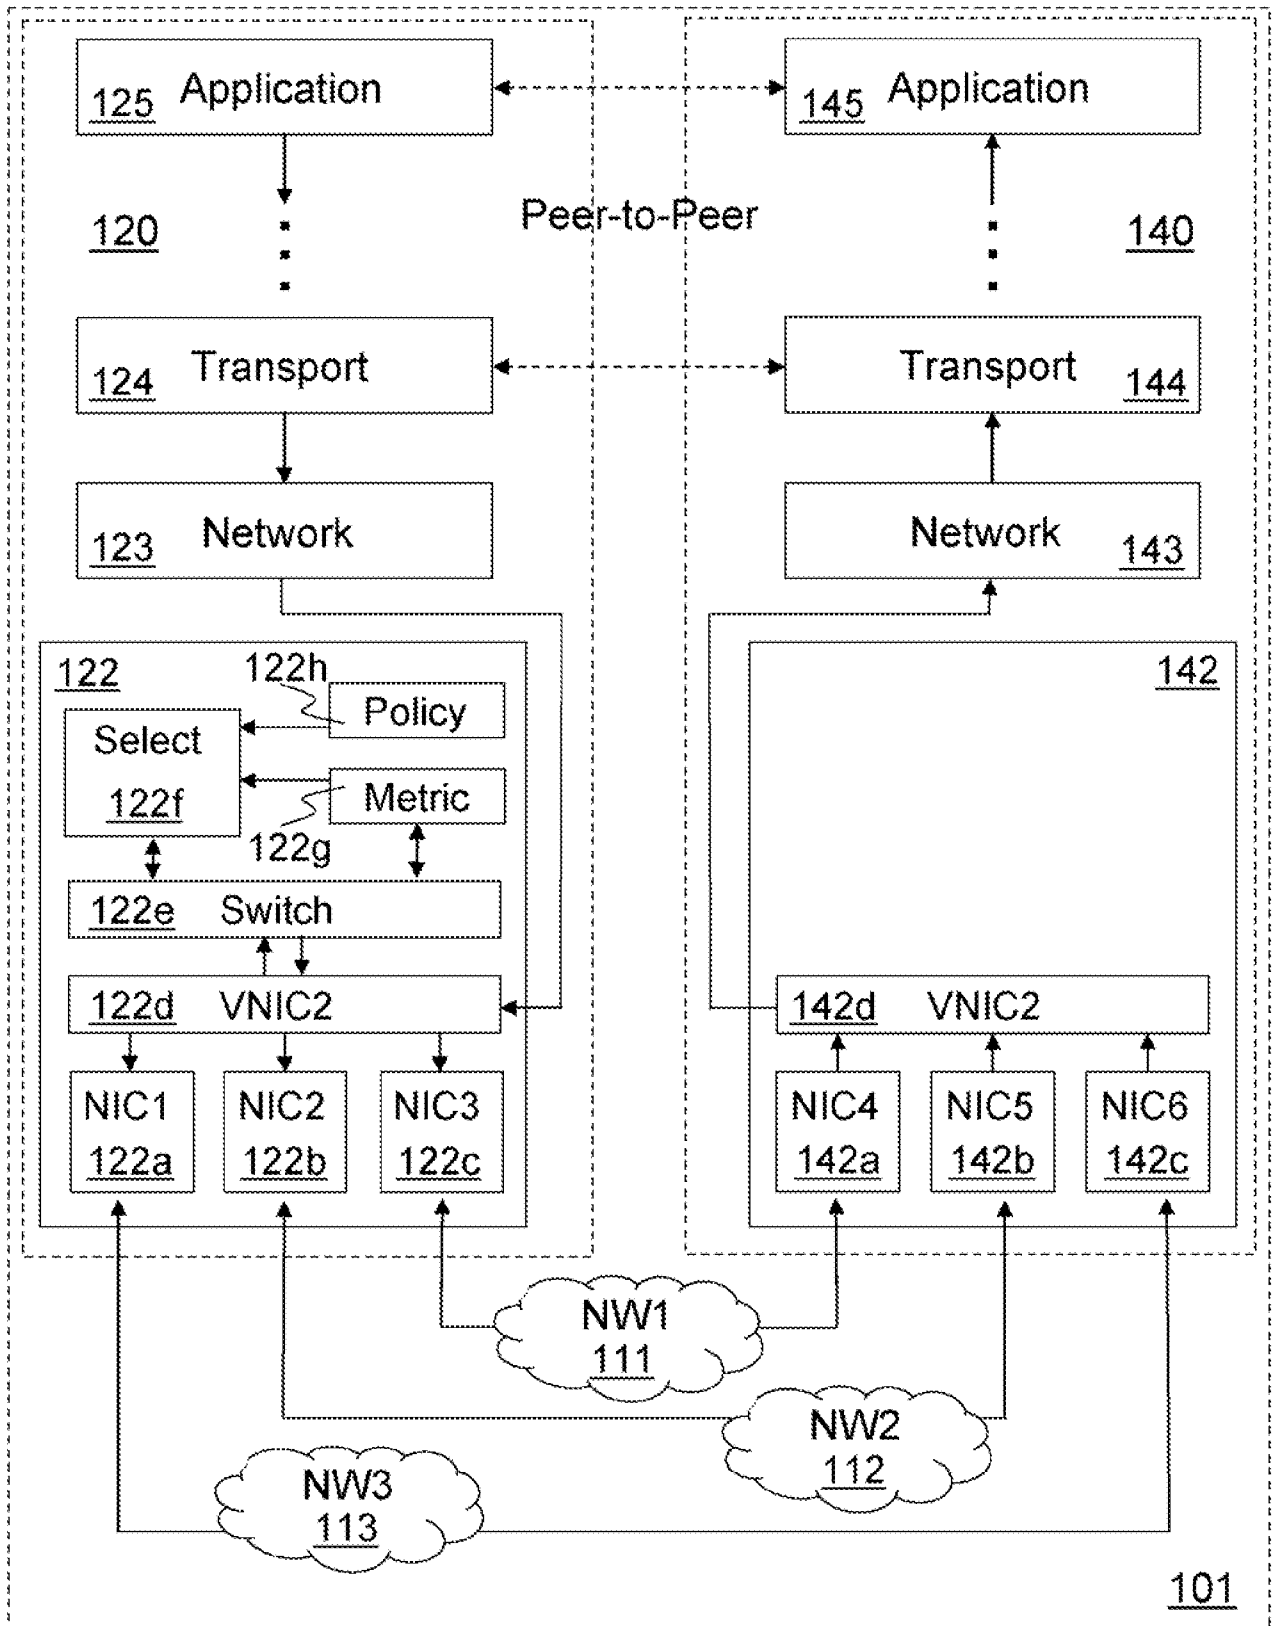 Application
125
Application
145
120
Peer-to-Peer
140
Transport
124
Transport
144
Network
123
Network
143
122
122h
Policy
142
Select
122f
Metric
122g
122e Switch
122d VNIC2
142d VNIC2
NIC1
122a
NIC2
122b
NIC3
122c
NIC4
142a
NIC5
142b
NIC6
142c
NW1
111
NW2
112
NW3
113
101